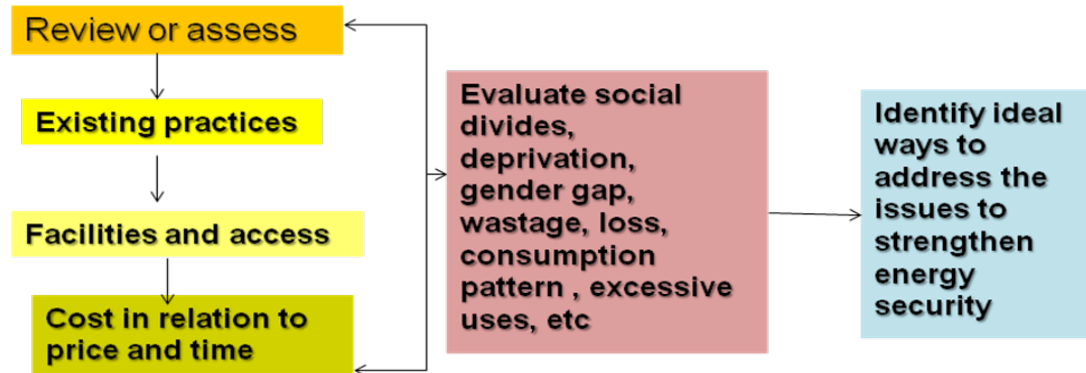 Review or assess
Existing practices
Facilities and access
Cost in relation to
price and time
Evaluate social
divides,
deprivation,
gender gap,
wastage, loss,
consumption
pattern , excessive
uses, etc
Identify ideal
ways to
address the
issues to
strengthen
energy
security